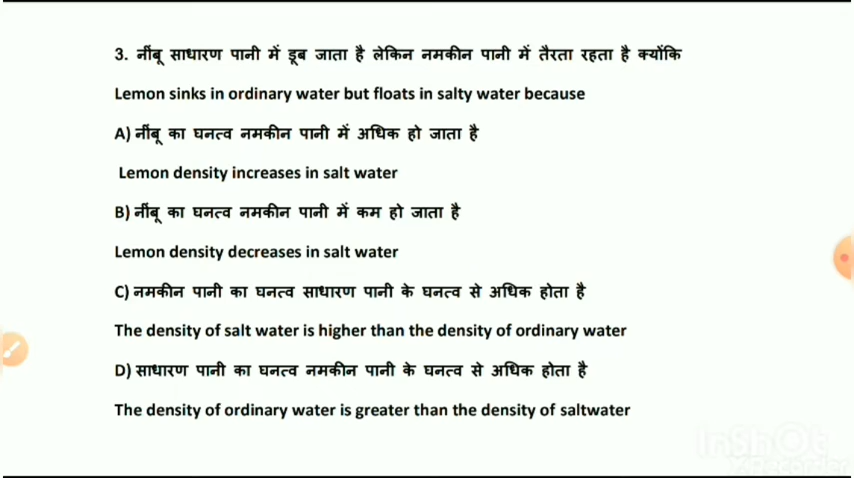 3. नींबू साधारण पानी में डूब जाता है लेकिन नमकीन पानी में तैरता रहता है क्योंकि
Lemon sinks in ordinary water but floats in salty water because
A) नींबू का घनत्व नमकीन पानी में अधिक हो जाता है
Lemon density increases in salt water
B) नींबू का घनत्व नमकीन पानी में कम हो जाता है
Lemon density decreases in salt water
C) नमकीन पानी का घनत्व साधारण पानी के घनत्व से अधिक होता है
The density of salt water is higher than the density of ordinary water
D) साधारण पानी का घनत्व नमकीन पानी के घनत्व से अधिक होता है
The density of ordinary water is greater than the density of saltwater
InShOt
Recorder